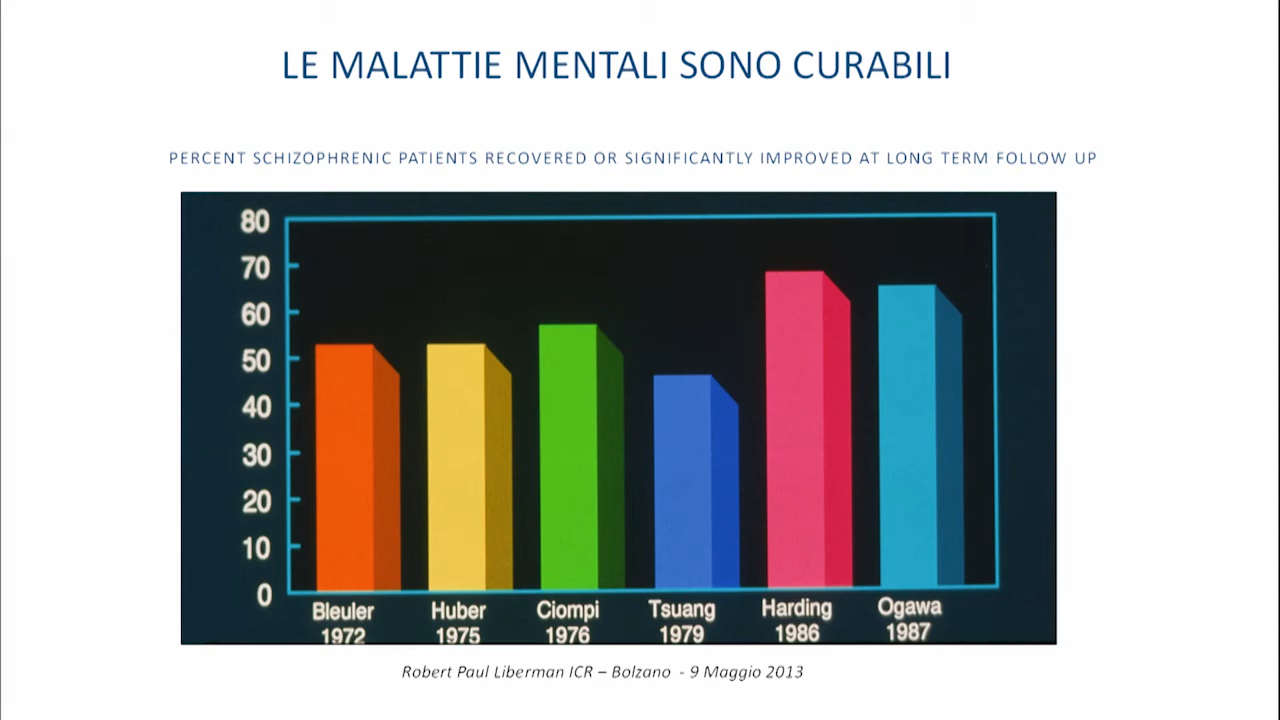 LE MALATTIE MENTALI SONO CURABILI
PERCENT SCHIZOPHRENIC PATIENTS RECOVERED OR SIGNIFICANTLY IMPROVED AT LONG TERM FOLLOW UP
80
70
60
50
40
30
20
10
0
Bleuler Huber Ciompi Tsuang Harding Ogawa
1972 1975 1976 1979 1986 1987
Robert Paul Liberman ICR – Bolzano - 9 Maggio 2013